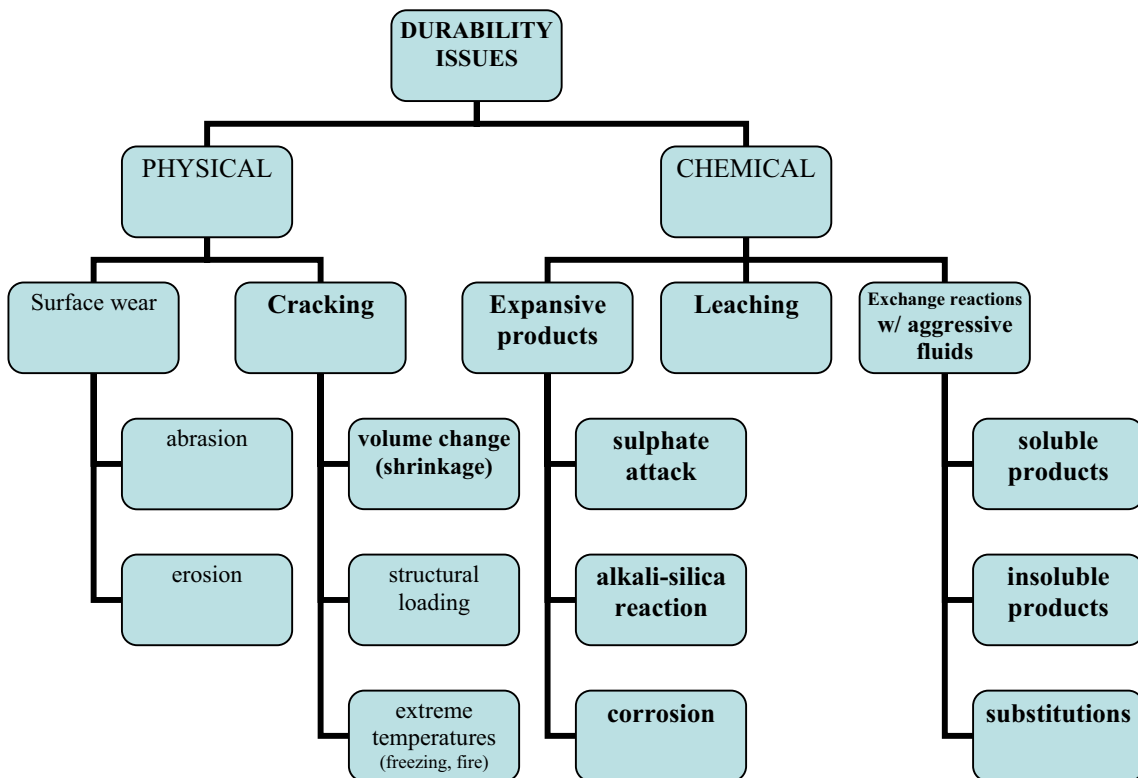 DURABILITY
ISSUES
PHYSICAL
CHEMICAL
Surface wear
Cracking
Expansive
products
Leaching
Exchange reactions
w/ aggressive
fluids
abrasion
volume change
(shrinkage)
sulphate
attack
soluble
products
erosion
structural
loading
alkali-silica
reaction
insoluble
products
extreme
temperatures
(freezing, fire)
corrosion
substitutions